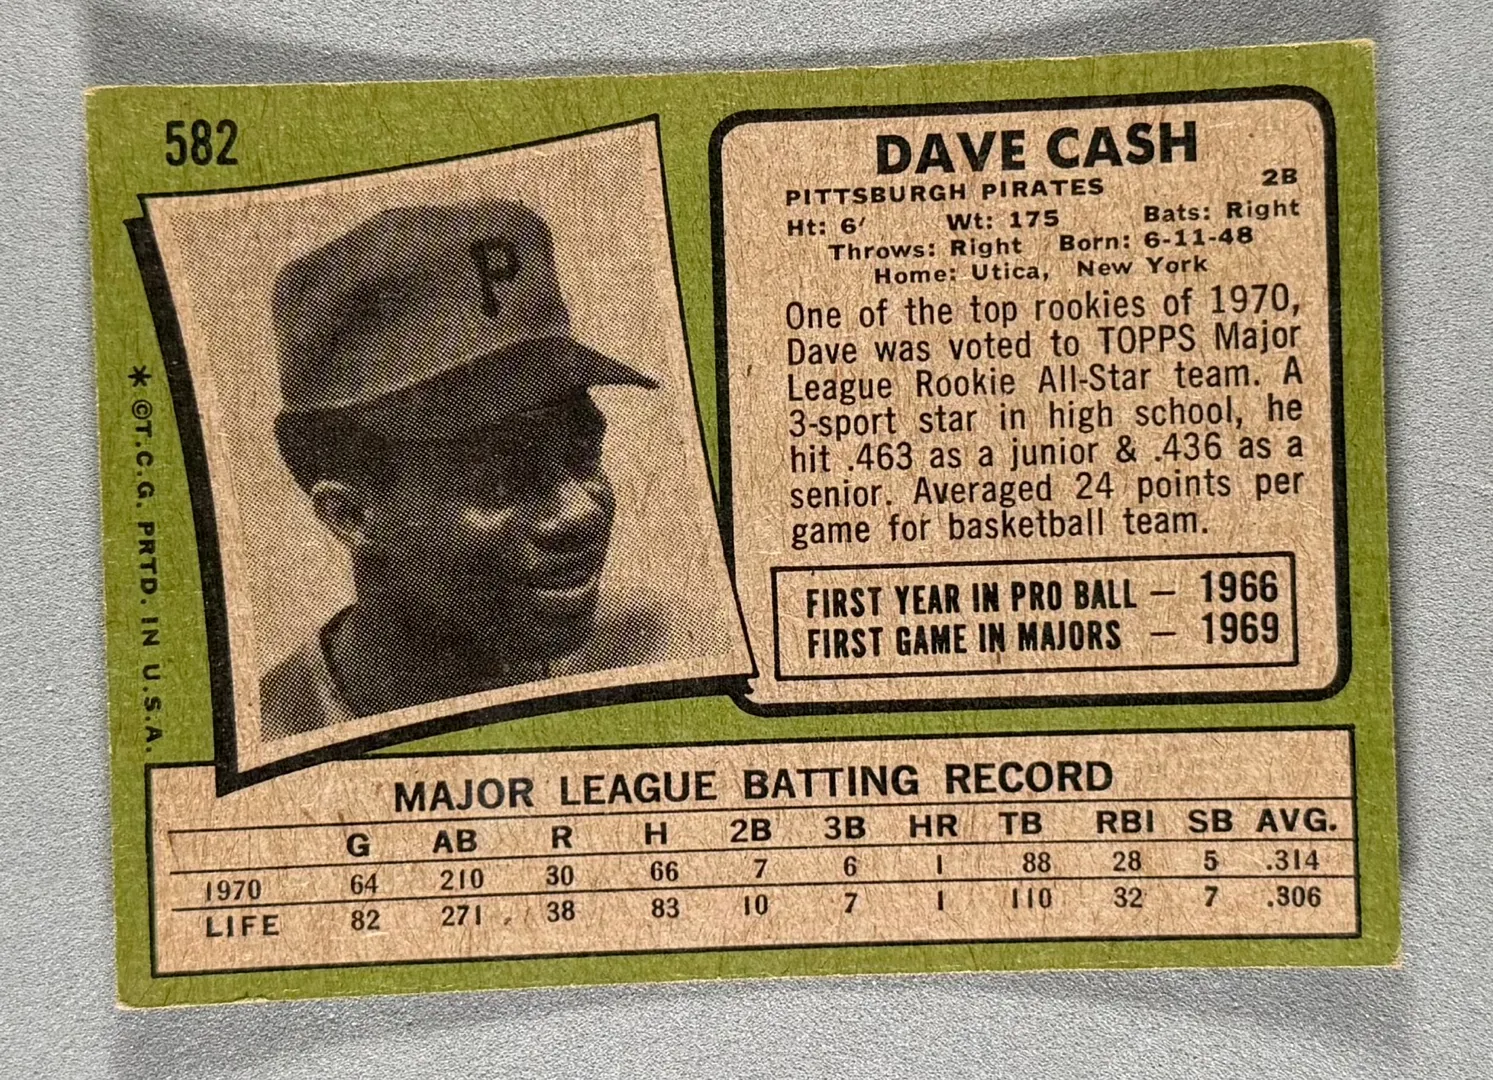 582
P
* ©T.C.G. PRTD. IN U.S.A.
DAVE CASH
PITTSBURGH PIRATES 2B
Ht: 6' Wt: 175 Bats: Right
Throws: Right Born: 6-11-48
Home: Utica, New York
One of the top rookies of 1970,
Dave was voted to TOPPS Major
League Rookie All-Star team. A
3-sport star in high school, he
hit .463 as a junior & .436 as a
senior. Averaged 24 points per
game for basketball team.
FIRST YEAR IN PRO BALL — 1966
FIRST GAME IN MAJORS — 1969
MAJOR LEAGUE BATTING RECORD
G AB R H 2B 3B HR TB RBI SB AVG.
1970 64 210 30 66 7 6 1 88 28 5 .314
LIFE 82 271 38 83 10 7 1 110 32 7 .306